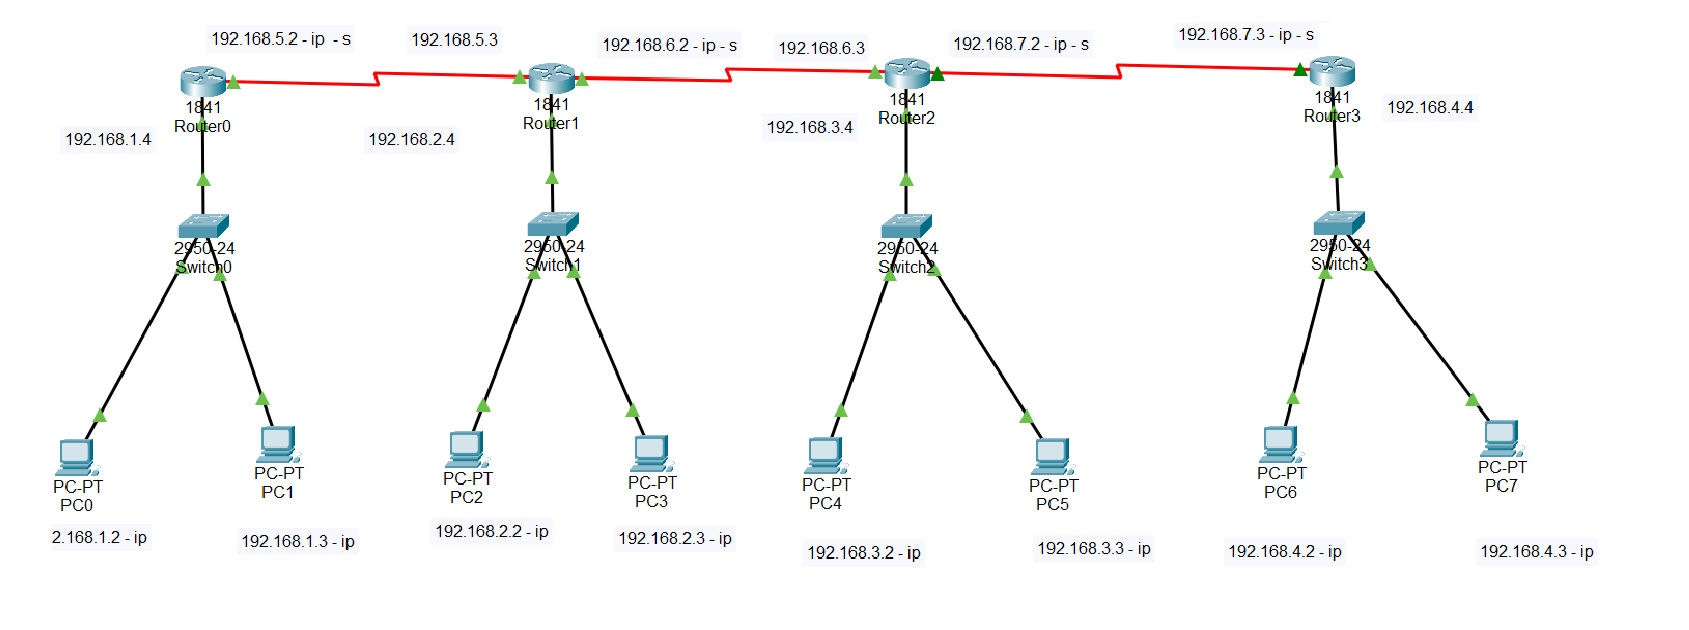 192.168.5.2 - ip - s
192.168.5.3
192.168.6.2 - ip - s
192.168.6.3
192.168.7.2 - ip - s
192.168.7.3 - ip - s
1841
Router0
1841
Router1
1841
Router2
1841
Router3
192.168.1.4
192.168.2.4
192.168.3.4
192.168.4.4
2950-24
Switch0
2950-24
Switch1
2950-24
Switch2
2950-24
Switch3
PC-PT
PC0
PC-PT
PC1
PC-PT
PC2
PC-PT
PC3
PC-PT
PC4
PC-PT
PC5
PC-PT
PC6
PC-PT
PC7
2.168.1.2 - ip
192.168.1.3 - ip
192.168.2.2 - ip
192.168.2.3 - ip
192.168.3.2 - ip
192.168.3.3 - ip
192.168.4.2 - ip
192.168.4.3 - ip